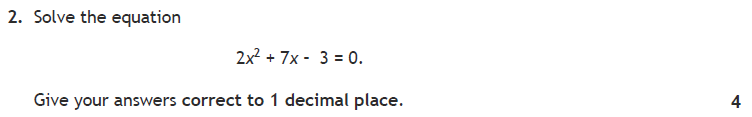 2. Solve the equation
2x² + 7x - 3 = 0.
Give your answers correct to 1 decimal place.
4